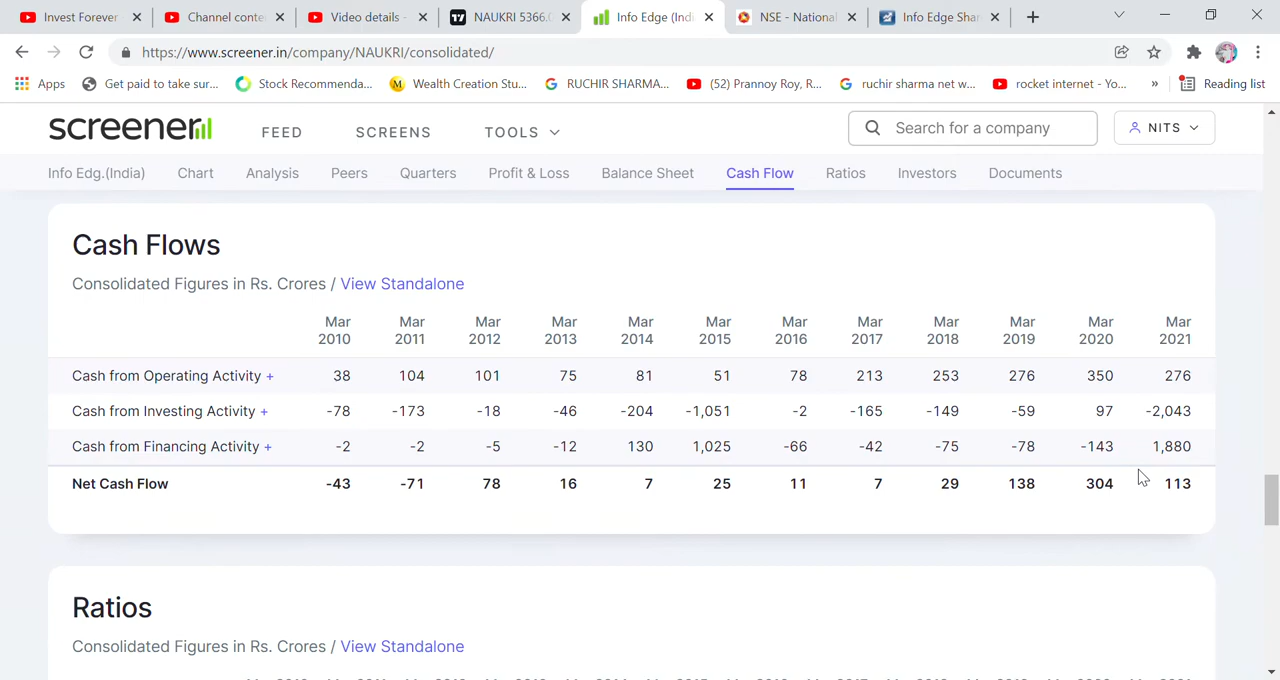 Invest Forever Channel conte Video details - NAUKRI 5366.0 Info Edge (Indi NSE - National Info Edge Shar
https://www.screener.in/company/NAUKRI/consolidated/
Apps Get paid to take sur... Stock Recommenda... M Wealth Creation Stu... G RUCHIR SHARMA... (52) Prannoy Roy, R... G ruchir sharma net w... rocket internet - Yo... » Reading list
screener FEED SCREENS TOOLS Search for a company NITS
Info Edg.(India) Chart Analysis Peers Quarters Profit & Loss Balance Sheet Cash Flow Ratios Investors Documents
Cash Flows
Consolidated Figures in Rs. Crores / View Standalone
Mar Mar Mar Mar Mar Mar Mar Mar Mar Mar Mar Mar
2010 2011 2012 2013 2014 2015 2016 2017 2018 2019 2020 2021
Cash from Operating Activity + 38 104 101 75 81 51 78 213 253 276 350 276
Cash from Investing Activity + -78 -173 -18 -46 -204 -1,051 -2 -165 -149 -59 97 -2,043
Cash from Financing Activity + -2 -2 -5 -12 130 1,025 -66 -42 -75 -78 -143 1,880
Net Cash Flow -43 -71 78 16 7 25 11 7 29 138 304 113
Ratios
Consolidated Figures in Rs. Crores / View Standalone